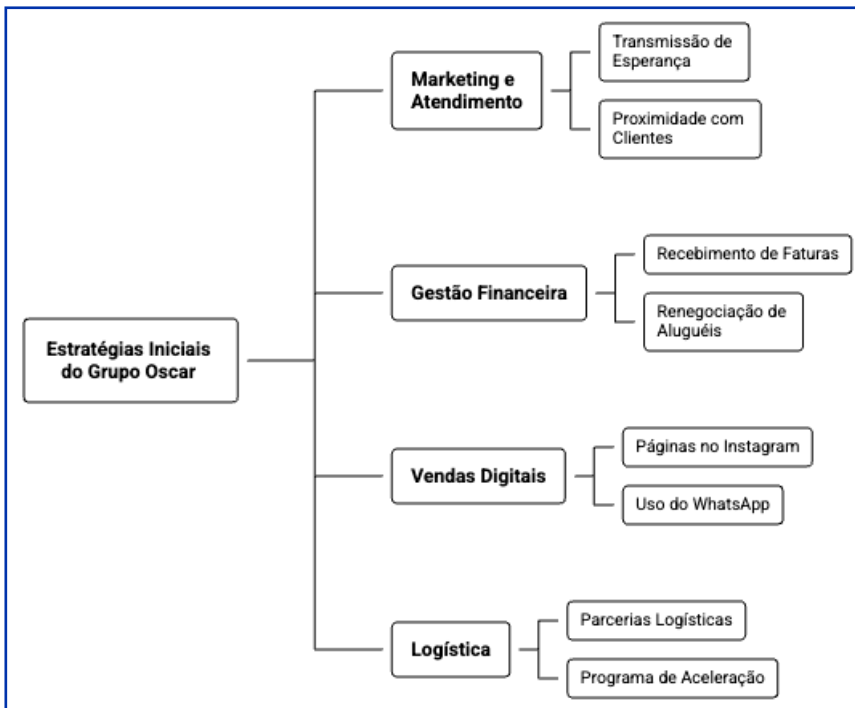 Estratégias Iniciais
do Grupo Oscar
Marketing e
Atendimento
Transmissão de
Esperança
Proximidade com
Clientes
Gestão Financeira
Recebimento de Faturas
Renegociação de
Aluguéis
Vendas Digitais
Páginas no Instagram
Uso do WhatsApp
Logística
Parcerias Logísticas
Programa de Aceleração